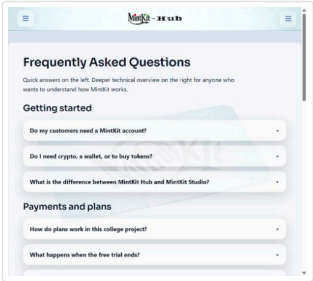 MintKit - Hub
Frequently Asked Questions
Quick answers on the left. Deeper technical overview on the right for anyone who
wants to understand how MintKit works.
Getting started
Do my customers need a MintKit account?
Do I need crypto, a wallet, or to buy tokens?
What is the difference between MintKit Hub and MintKit Studio?
MintKit
Payments and plans
How do plans work in this college project?
What happens when the free trial ends?